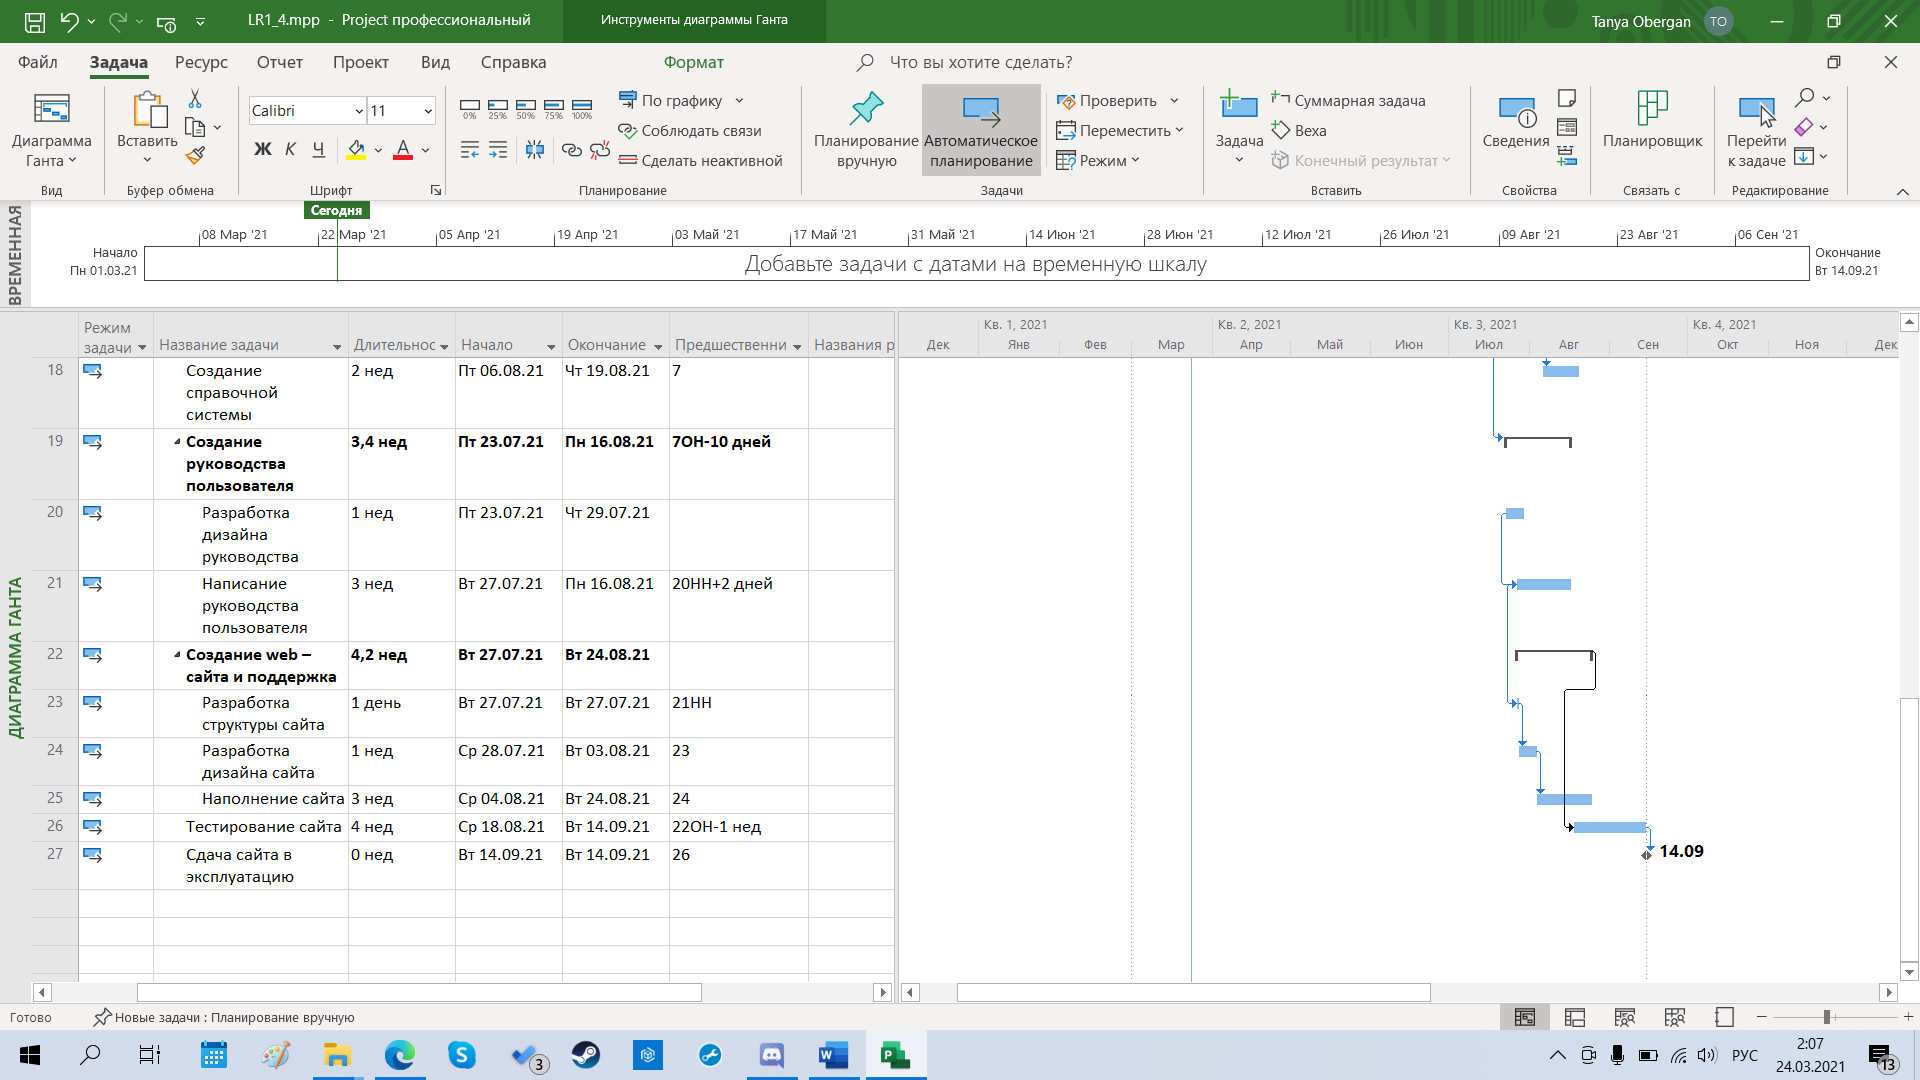 LR1_4.mpp - Project профессиональный
Инструменты диаграммы Ганта
Tanya Obergan TO
Файл Задача Ресурс Отчет Проект Вид Справка Формат Что вы хотите сделать?
Диаграмма Ганта
Вид
Вставить
Буфер обмена
Calibri 11
Ж К Ч А
Шрифт
0% 25% 50% 75% 100%
По графику
Соблюдать связи
Сделать неактивной
Планирование
Планирование вручную
Автоматическое планирование
Проверить
Переместить
Режим
Задачи
Задача
Суммарная задача
Веха
Конечный результат
Вставить
Сведения
Свойства
Планировщик
Связать с
Перейти к задаче
Редактирование
ВРЕМЕННАЯ
Сегодня
08 Мар '21 22 Мар '21 05 Апр '21 19 Апр '21 03 Май '21 17 Май '21 31 Май '21 14 Июн '21 28 Июн '21 12 Июл '21 26 Июл '21 09 Авг '21 23 Авг '21 06 Сен '21
Начало
Пн 01.03.21
Добавьте задачи с датами на временную шкалу
Окончание
Вт 14.09.21
ДИАГРАММА ГАНТА
Режим задачи Название задачи Длительнос Начало Окончание Предшественни Названия р
Кв. 1, 2021 Кв. 2, 2021 Кв. 3, 2021 Кв. 4, 2021
Дек Янв Фев Мар Апр Май Июн Июл Авг Сен Окт Ноя Дек
18 Создание справочной системы 2 нед Пт 06.08.21 Чт 19.08.21 7
19 Создание руководства пользователя 3,4 нед Пт 23.07.21 Пн 16.08.21 7ОН-10 дней
20 Разработка дизайна руководства 1 нед Пт 23.07.21 Чт 29.07.21
21 Написание руководства пользователя 3 нед Вт 27.07.21 Пн 16.08.21 20НН+2 дней
22 Создание web – сайта и поддержка 4,2 нед Вт 27.07.21 Вт 24.08.21
23 Разработка структуры сайта 1 день Вт 27.07.21 Вт 27.07.21 21НН
24 Разработка дизайна сайта 1 нед Ср 28.07.21 Вт 03.08.21 23
25 Наполнение сайта 3 нед Ср 04.08.21 Вт 24.08.21 24
26 Тестирование сайта 4 нед Ср 18.08.21 Вт 14.09.21 22ОН-1 нед
27 Сдача сайта в эксплуатацию 0 нед Вт 14.09.21 Вт 14.09.21 26
14.09
Готово Новые задачи : Планирование вручную
3
РУС
2:07
24.03.2021
13